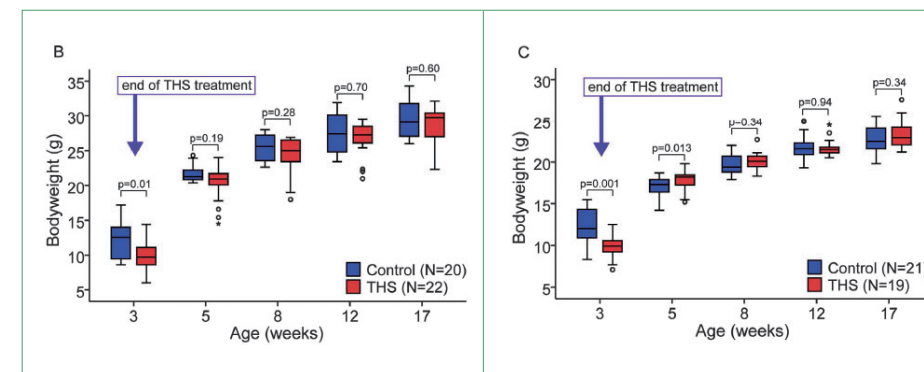 B
end of THS treatment
p=0.01
p=0.19
p=0.28
p=0.70
p=0.60
Bodyweight (g)
35
30
25
20
15
10
5
Control (N=20)
THS (N=22)
3 5 8 12 17
Age (weeks)
C
end of THS treatment
p=0.001
p=0.013
p=0.34
p=0.94
p=0.34
Bodyweight (g)
30
25
20
15
10
5
Control (N=21)
THS (N=19)
3 5 8 12 17
Age (weeks)